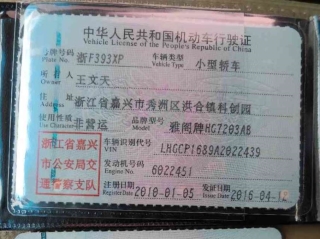 中华人民共和国机动车行驶证
Vehicle License of the People's Republic of China
号牌号码 浙F393XP 车辆类型 小型轿车
Plate No. Vehicle Type
所有人 王文天
Owner
住址 浙江省嘉兴市秀洲区洪合镇科创园
Address
使用性质 非营运 品牌型号 雅阁牌HG7203AB
Use Character Model
浙江省嘉兴 车辆识别代号 LHGCP1689A2022439
VIN
市公安局交 发动机号码 6022451
Engine No.
通警察支队 注册日期 2010-01-05 发证日期 2016-04-1
Register Date Issue Date